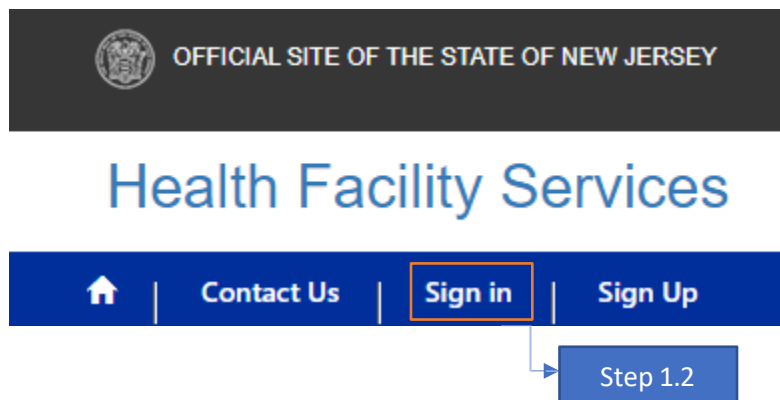 OFFICIAL SITE OF THE STATE OF NEW JERSEY
Health Facility Services
Contact Us | Sign in | Sign Up
Step 1.2